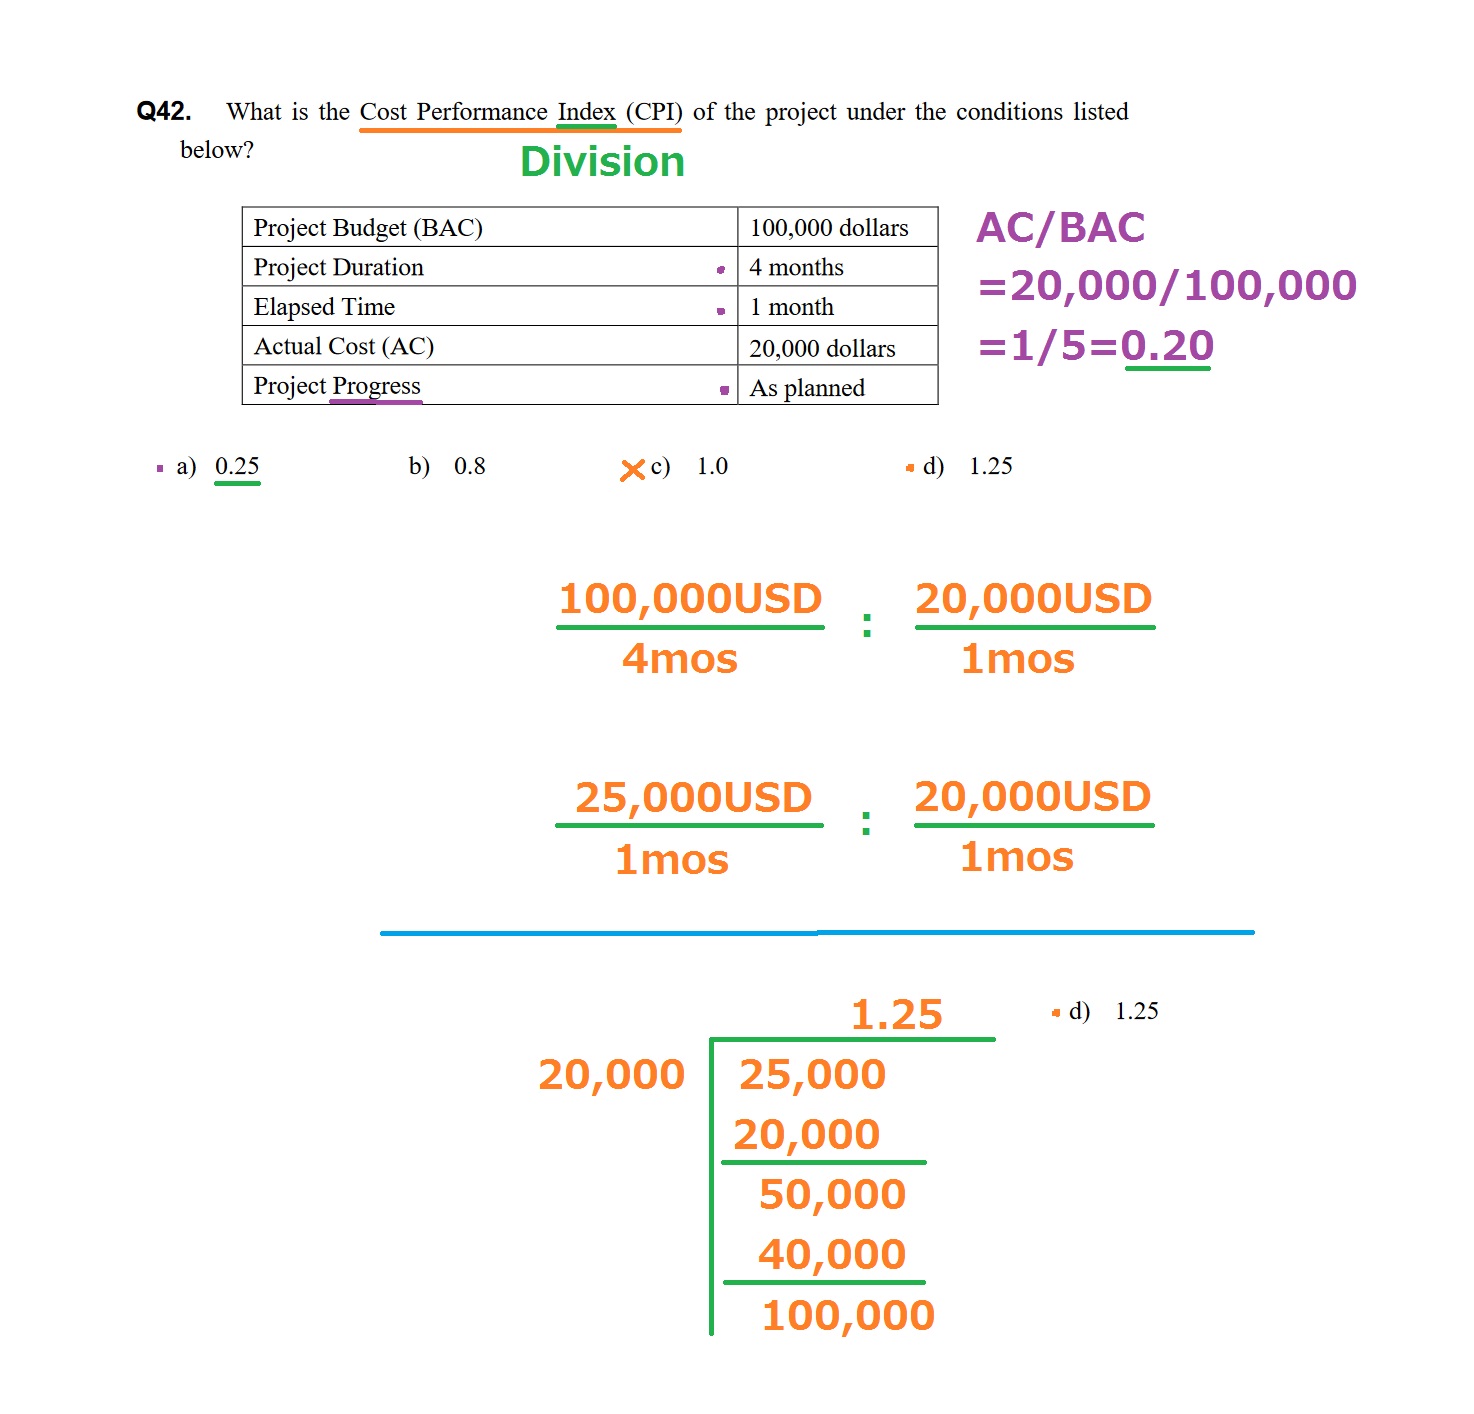 Q42. What is the Cost Performance Index (CPI) of the project under the conditions listed
below?
Division
Project Budget (BAC) 100,000 dollars
Project Duration 4 months
Elapsed Time 1 month
Actual Cost (AC) 20,000 dollars
Project Progress As planned
AC/BAC
=20,000/100,000
=1/5=0.20
a) 0.25 b) 0.8 c) 1.0 d) 1.25
100,000USD : 20,000USD
4mos 1mos
25,000USD : 20,000USD
1mos 1mos
1.25 d) 1.25
20,000 25,000
20,000
50,000
40,000
100,000